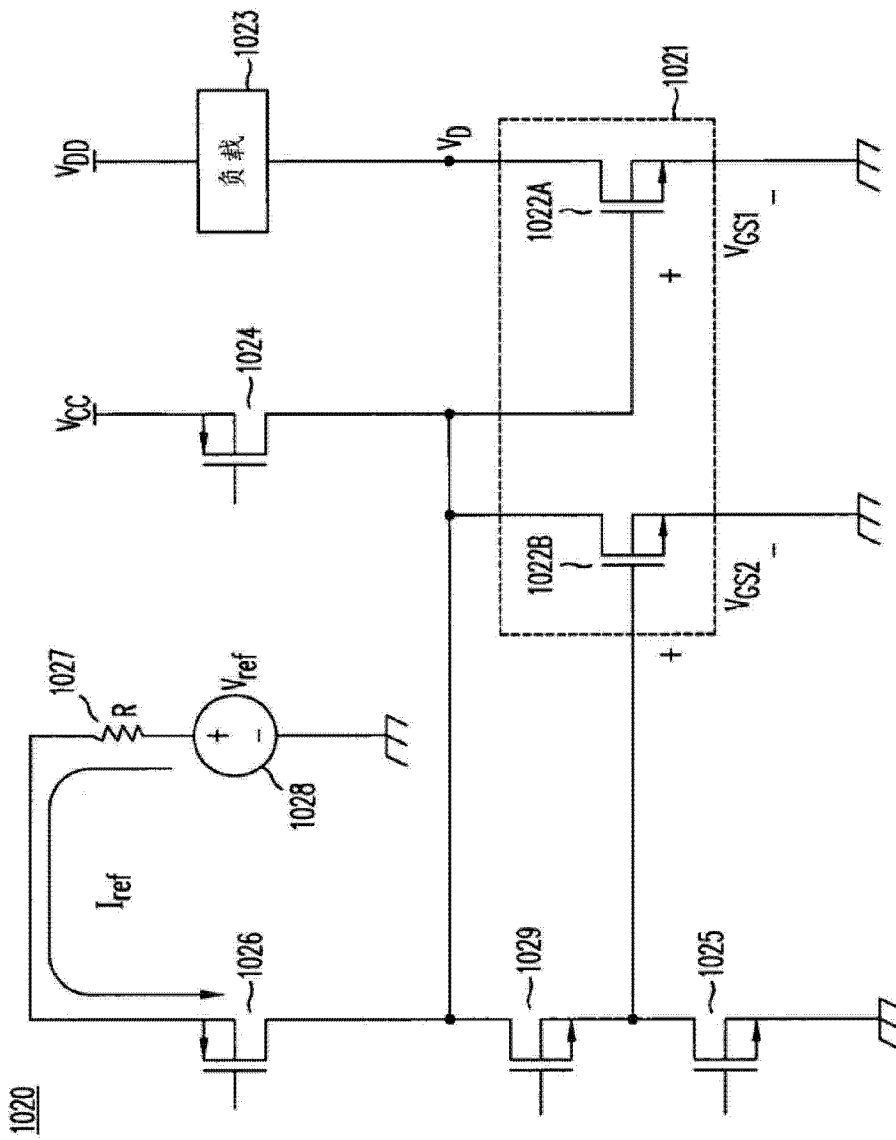 1020
V_DD
1023
负载
V_CC
1024
V_D
1021
1022A
V_GS1
+
-
1022B
V_GS2
+
-
1027
R
V_ref
+
-
1028
I_ref
1026
1029
1025